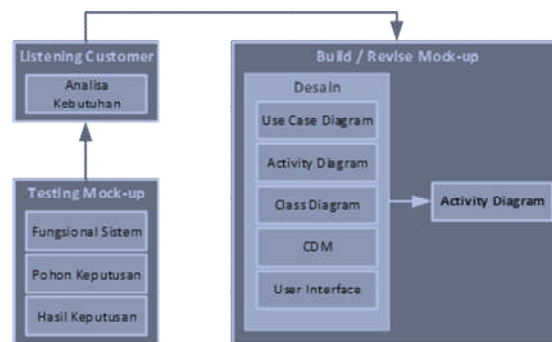 Listening Customer
Analisa
Kebutuhan
Testing Mock-up
Fungsional Sistem
Pohon Keputusan
Hasil Keputusan
Build / Revise Mock-up
Desain
Use Case Diagram
Activity Diagram
Class Diagram
CDM
User Interface
Activity Diagram